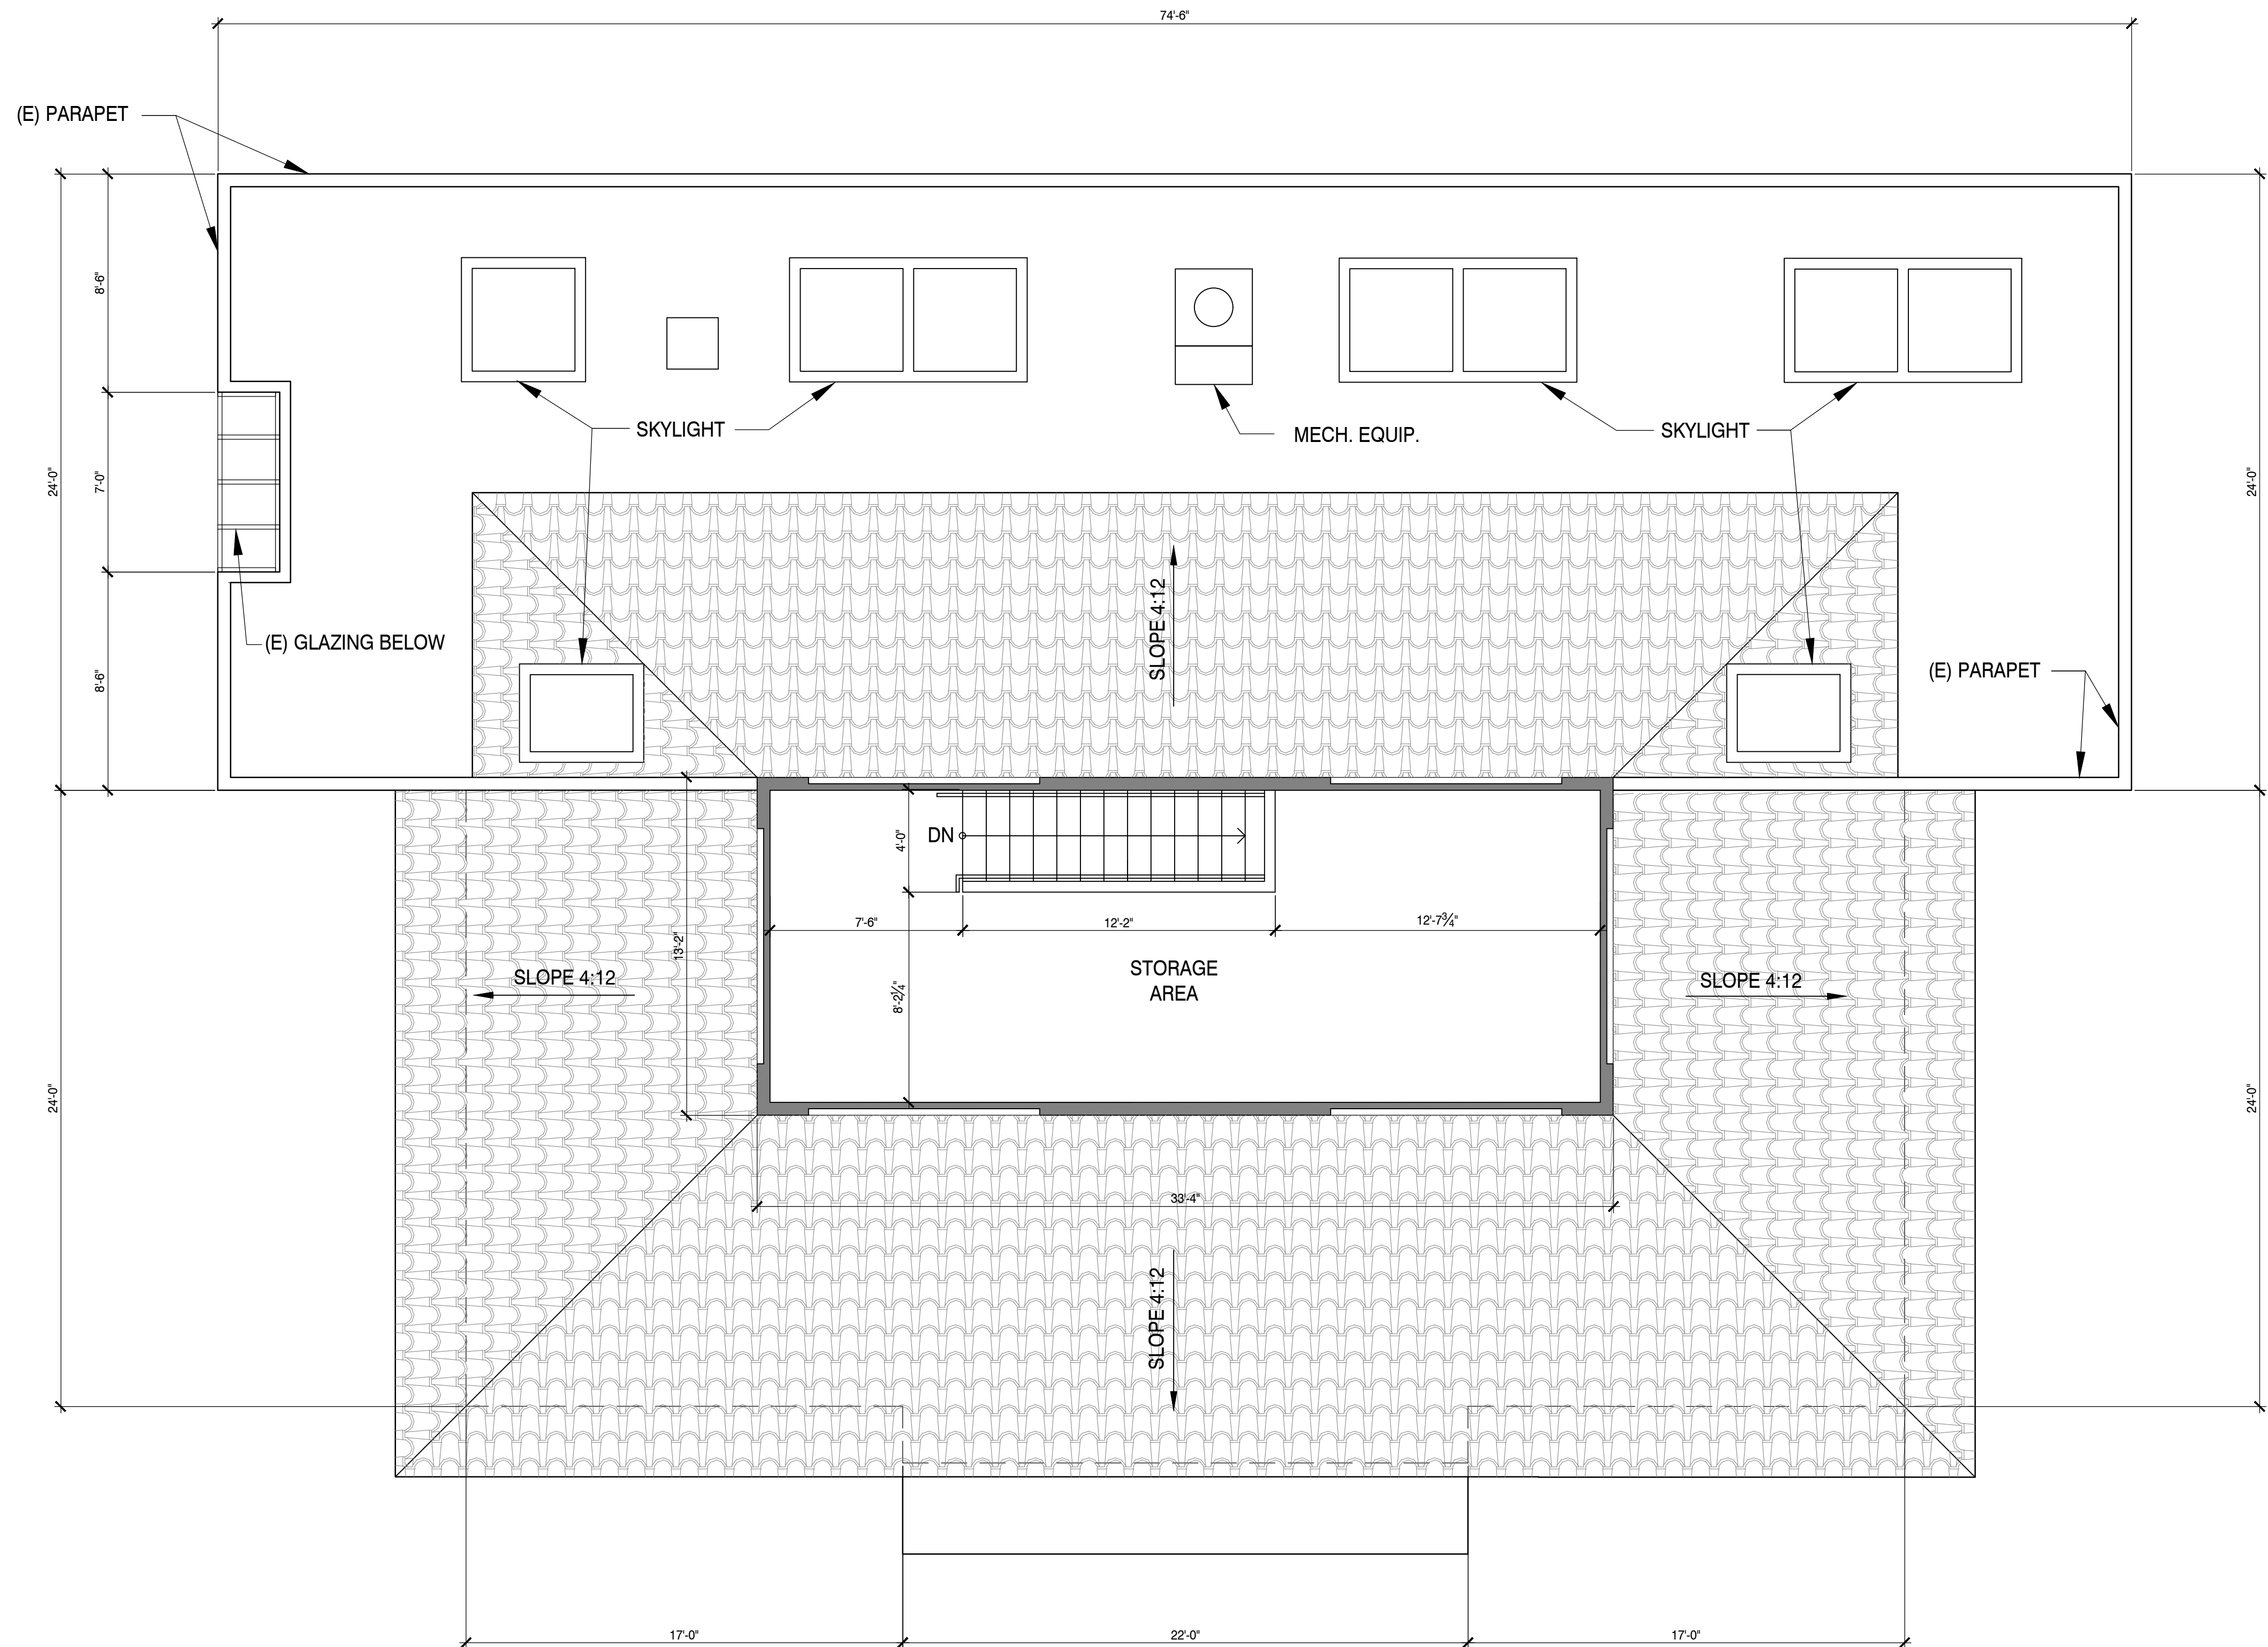 74'-6"
(E) PARAPET
8'-6"
24'-0"
7'-0"
24'-0"
SKYLIGHT
MECH. EQUIP.
SKYLIGHT
SLOPE 4:12
(E) GLAZING BELOW
8'-6"
(E) PARAPET
DN
4'-0"
7'-6"
12'-2"
12'-7¾"
13'-2"
STORAGE
AREA
SLOPE 4:12
SLOPE 4:12
8'-2¼"
24'-0"
24'-0"
33'-4"
SLOPE 4:12
17'-0"
22'-0"
17'-0"